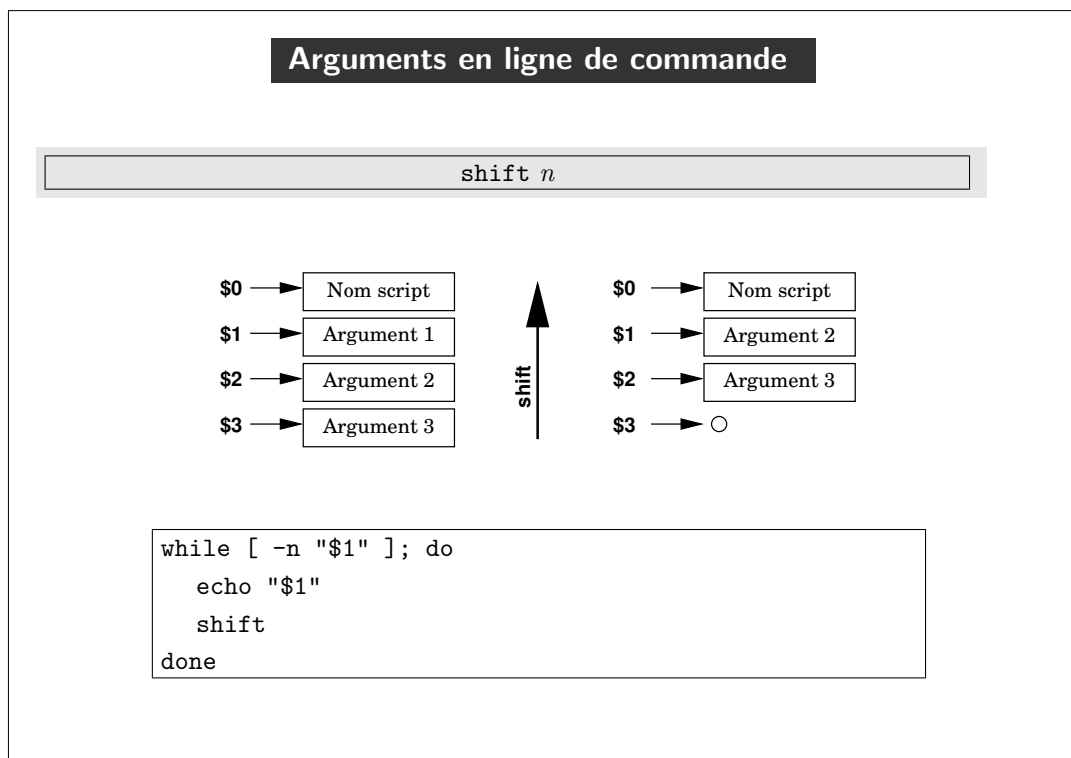 Arguments en ligne de commande
shift n
$0 Nom script
$1 Argument 1
$2 Argument 2
$3 Argument 3
shift
$0 Nom script
$1 Argument 2
$2 Argument 3
$3
while [ -n "$1" ]; do
echo "$1"
shift
done